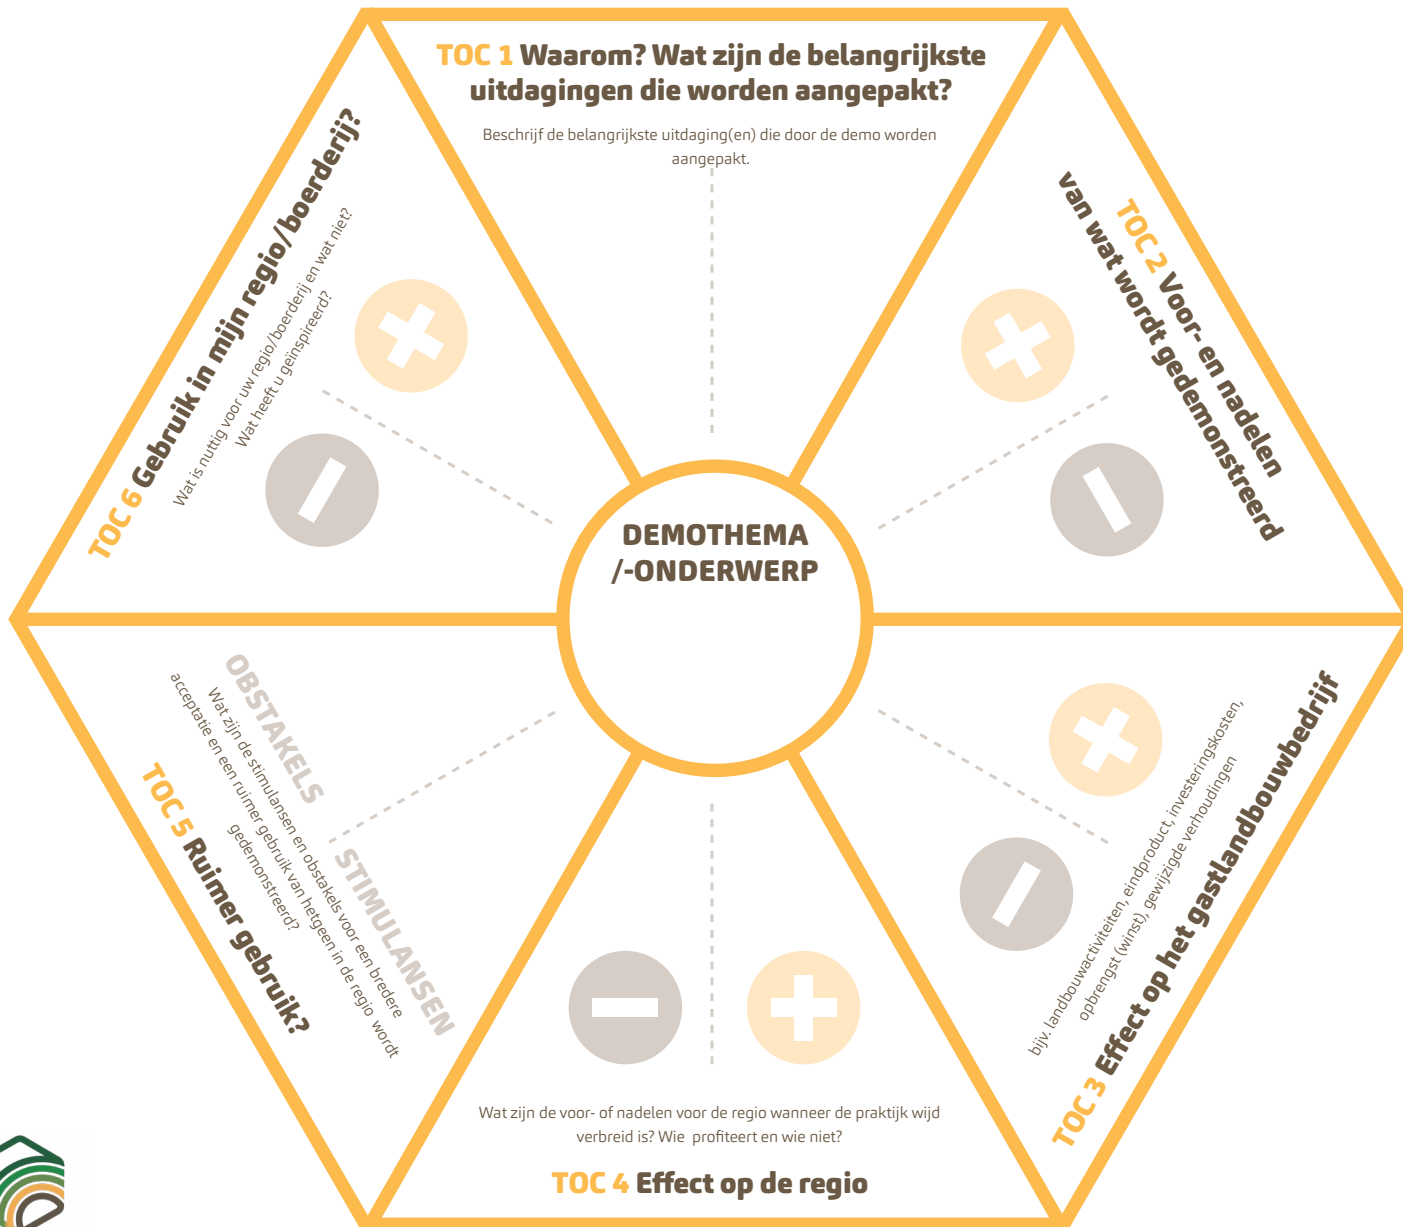 TOC 1 Waarom? Wat zijn de belangrijkste
uitdagingen die worden aangepakt?
Beschrijf de belangrijkste uitdaging(en) die door de demo worden
aangepakt.
TOC 2 Voor- en nadelen
van wat wordt gedemonstreerd
TOC 3 Effect op het gastlandbouwbedrijf
bijv. landbouwactiviteiten, eindproduct, investeringskosten,
opbrengst (winst), gewijzigde verhoudingen
Wat zijn de voor- of nadelen voor de regio wanneer de praktijk wijd
verbreid is? Wie profiteert en wie niet?
TOC 4 Effect op de regio
TOC 5 Ruimer gebruik?
OBSTAKELS
STIMULANSEN
Wat zijn de stimulansen en obstakels voor een bredere
acceptatie en een ruimer gebruik van hetgeen in de regio wordt
gedemonstreerd?
TOC 6 Gebruik in mijn regio/boerderij?
Wat is nuttig voor uw regio/boerderij en wat niet?
Wat heeft u geïnspireerd?
DEMOTHEMA
/-ONDERWERP